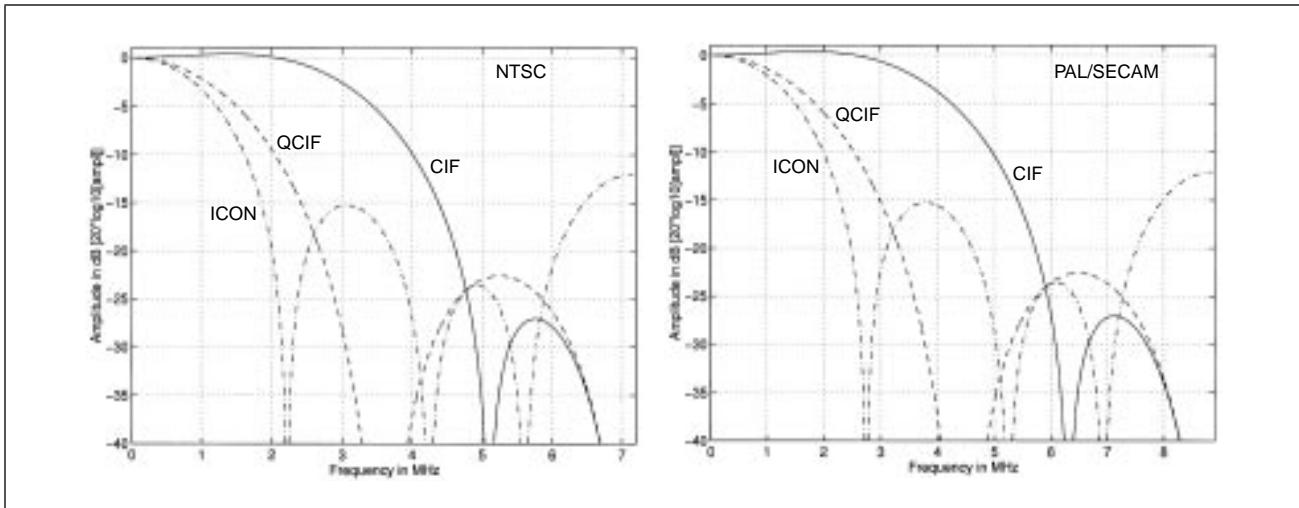 NTSC
QCIF
CIF
ICON
0
-5
-10
-15
-20
-25
-30
-35
-40
0 1 2 3 4 5 6 7
Frequency in MHz
Amplitude in dB [20*log10[ampl]]
PAL/SECAM
QCIF
ICON
CIF
0
-5
-10
-15
-20
-25
-30
-35
-40
0 1 2 3 4 5 6 7 8
Frequency in MHz
Amplitude in dB [20*log10[ampl]]